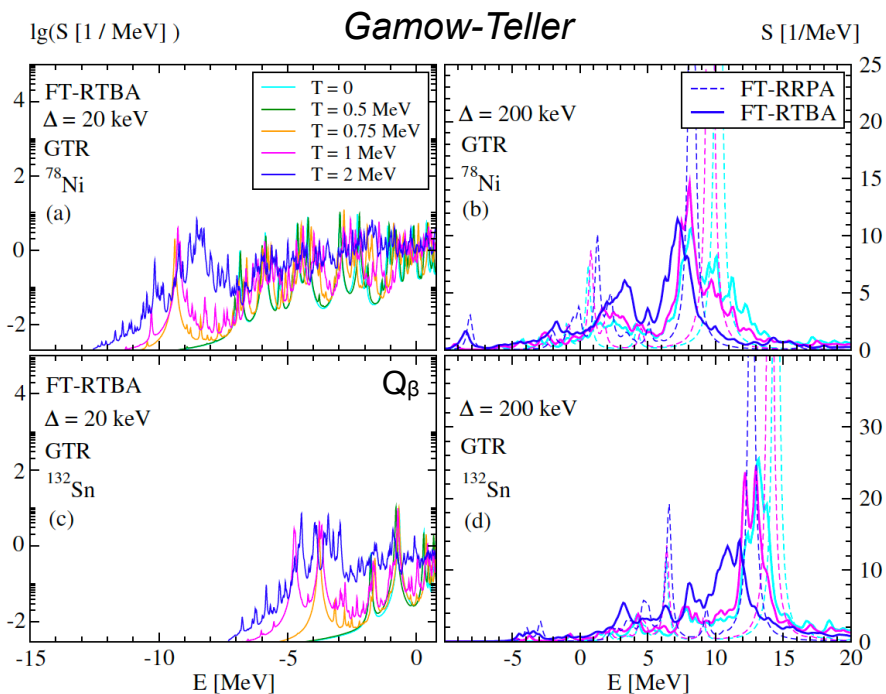 lg(S [1 / MeV] )
Gamow-Teller
S [1/MeV]
FT-RTBA
Δ = 20 keV
GTR
⁷⁸Ni
(a)
T = 0
T = 0.5 MeV
T = 0.75 MeV
T = 1 MeV
T = 2 MeV
4
2
0
-2
FT-RRPA
FT-RTBA
Δ = 200 keV
GTR
⁷⁸Ni
(b)
25
20
15
10
5
0
FT-RTBA
Qβ
Δ = 20 keV
GTR
¹³²Sn
(c)
4
2
0
-2
Δ = 200 keV
GTR
¹³²Sn
(d)
30
20
10
0
-15 -10 -5 0
E [MeV]
-5 0 5 10 15 20
E [MeV]